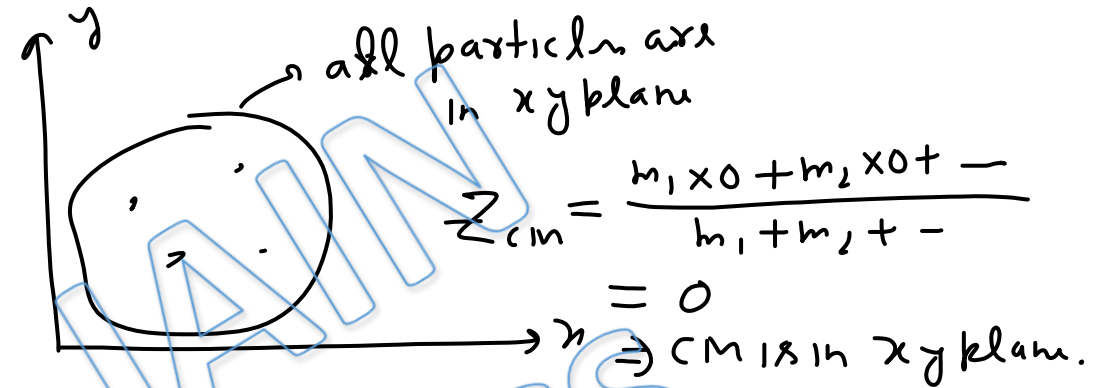 y
all particles are
in xy plane
Z_cm = (m₁×0 + m₂×0 + —) / (m₁ + m₂ + -)
= 0
x
⇒ CM is in xy plane.